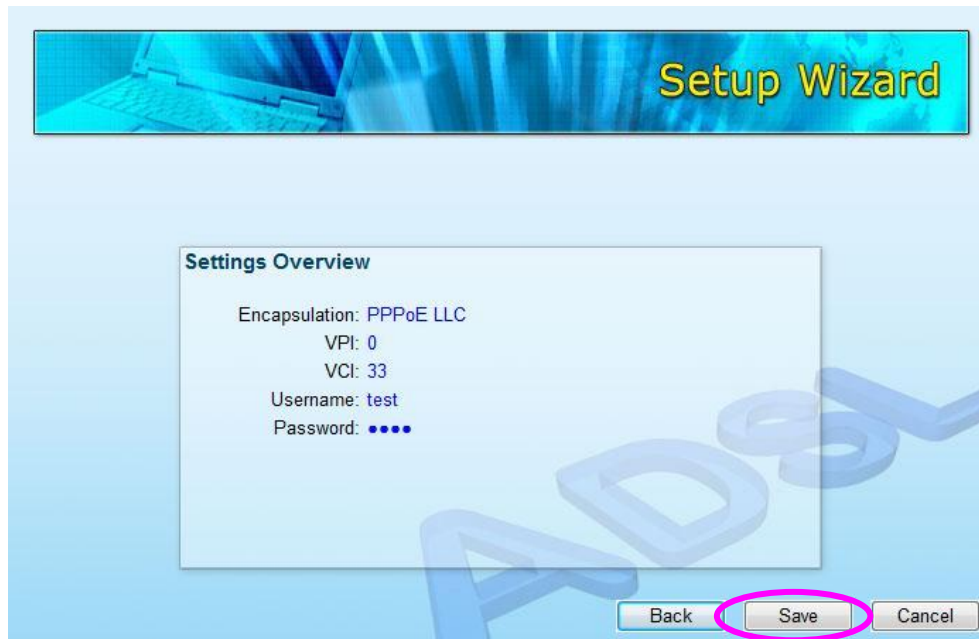 Setup Wizard
Settings Overview
Encapsulation: PPPoE LLC
VPI: 0
VCI: 33
Username: test
Password: ●●●●
ADSL
Back Save Cancel